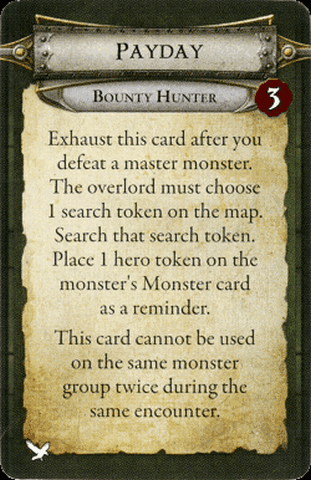 PAYDAY
BOUNTY HUNTER
3
Exhaust this card after you
defeat a master monster.
The overlord must choose
1 search token on the map.
Search that search token.
Place 1 hero token on the
monster's Monster card
as a reminder.
This card cannot be used
on the same monster
group twice during the
same encounter.